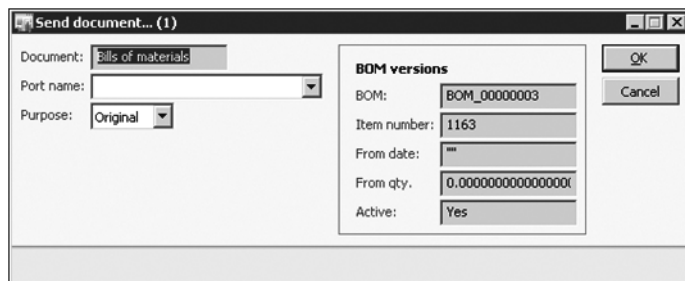 Send document... (1)
Document: Bills of materials
Port name:
Purpose: Original
BOM versions
BOM: BOM_00000003
Item number: 1163
From date: ""
From qty. 0.000000000000000(
Active: Yes
OK
Cancel